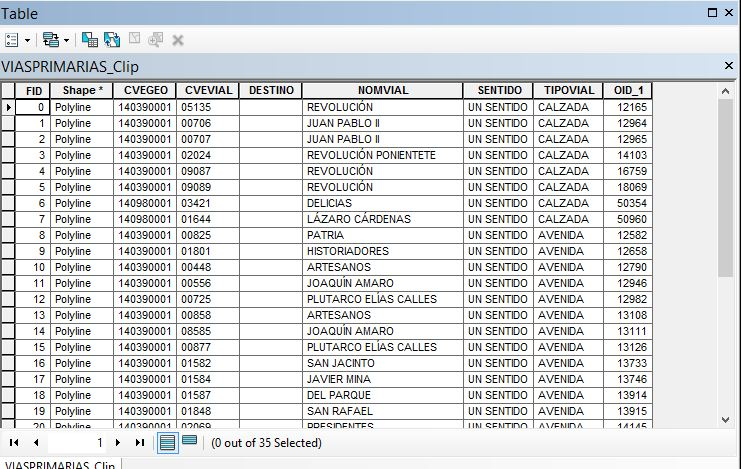 Table
VIASPRIMARIAS_Clip
FID Shape * CVEGEO CVEVIAL DESTINO NOMVIAL SENTIDO TIPOVIAL OID_1
0 Polyline 140390001 05135 REVOLUCIÓN UN SENTIDO CALZADA 12165
1 Polyline 140390001 00706 JUAN PABLO II UN SENTIDO CALZADA 12964
2 Polyline 140390001 00707 JUAN PABLO II UN SENTIDO CALZADA 12965
3 Polyline 140390001 02024 REVOLUCIÓN PONIENTETE UN SENTIDO CALZADA 14103
4 Polyline 140390001 09087 REVOLUCIÓN UN SENTIDO CALZADA 16759
5 Polyline 140390001 09089 REVOLUCIÓN UN SENTIDO CALZADA 18069
6 Polyline 140980001 03421 DELICIAS UN SENTIDO CALZADA 50354
7 Polyline 140980001 01644 LÁZARO CÁRDENAS UN SENTIDO CALZADA 50960
8 Polyline 140390001 00825 PATRIA UN SENTIDO AVENIDA 12582
9 Polyline 140390001 01801 HISTORIADORES UN SENTIDO AVENIDA 12658
10 Polyline 140390001 00448 ARTESANOS UN SENTIDO AVENIDA 12790
11 Polyline 140390001 00556 JOAQUÍN AMARO UN SENTIDO AVENIDA 12946
12 Polyline 140390001 00725 PLUTARCO ELÍAS CALLES UN SENTIDO AVENIDA 12982
13 Polyline 140390001 00858 ARTESANOS UN SENTIDO AVENIDA 13108
14 Polyline 140390001 08585 JOAQUÍN AMARO UN SENTIDO AVENIDA 13111
15 Polyline 140390001 00877 PLUTARCO ELÍAS CALLES UN SENTIDO AVENIDA 13126
16 Polyline 140390001 01582 SAN JACINTO UN SENTIDO AVENIDA 13733
17 Polyline 140390001 01584 JAVIER MINA UN SENTIDO AVENIDA 13746
18 Polyline 140390001 01587 DEL PARQUE UN SENTIDO AVENIDA 13914
19 Polyline 140390001 01848 SAN RAFAEL UN SENTIDO AVENIDA 13915
20 Polyline 140390001 02069 PRESIDENTES UN SENTIDO AVENIDA 14145
1 (0 out of 35 Selected)
VIASPRIMARIAS_Clip